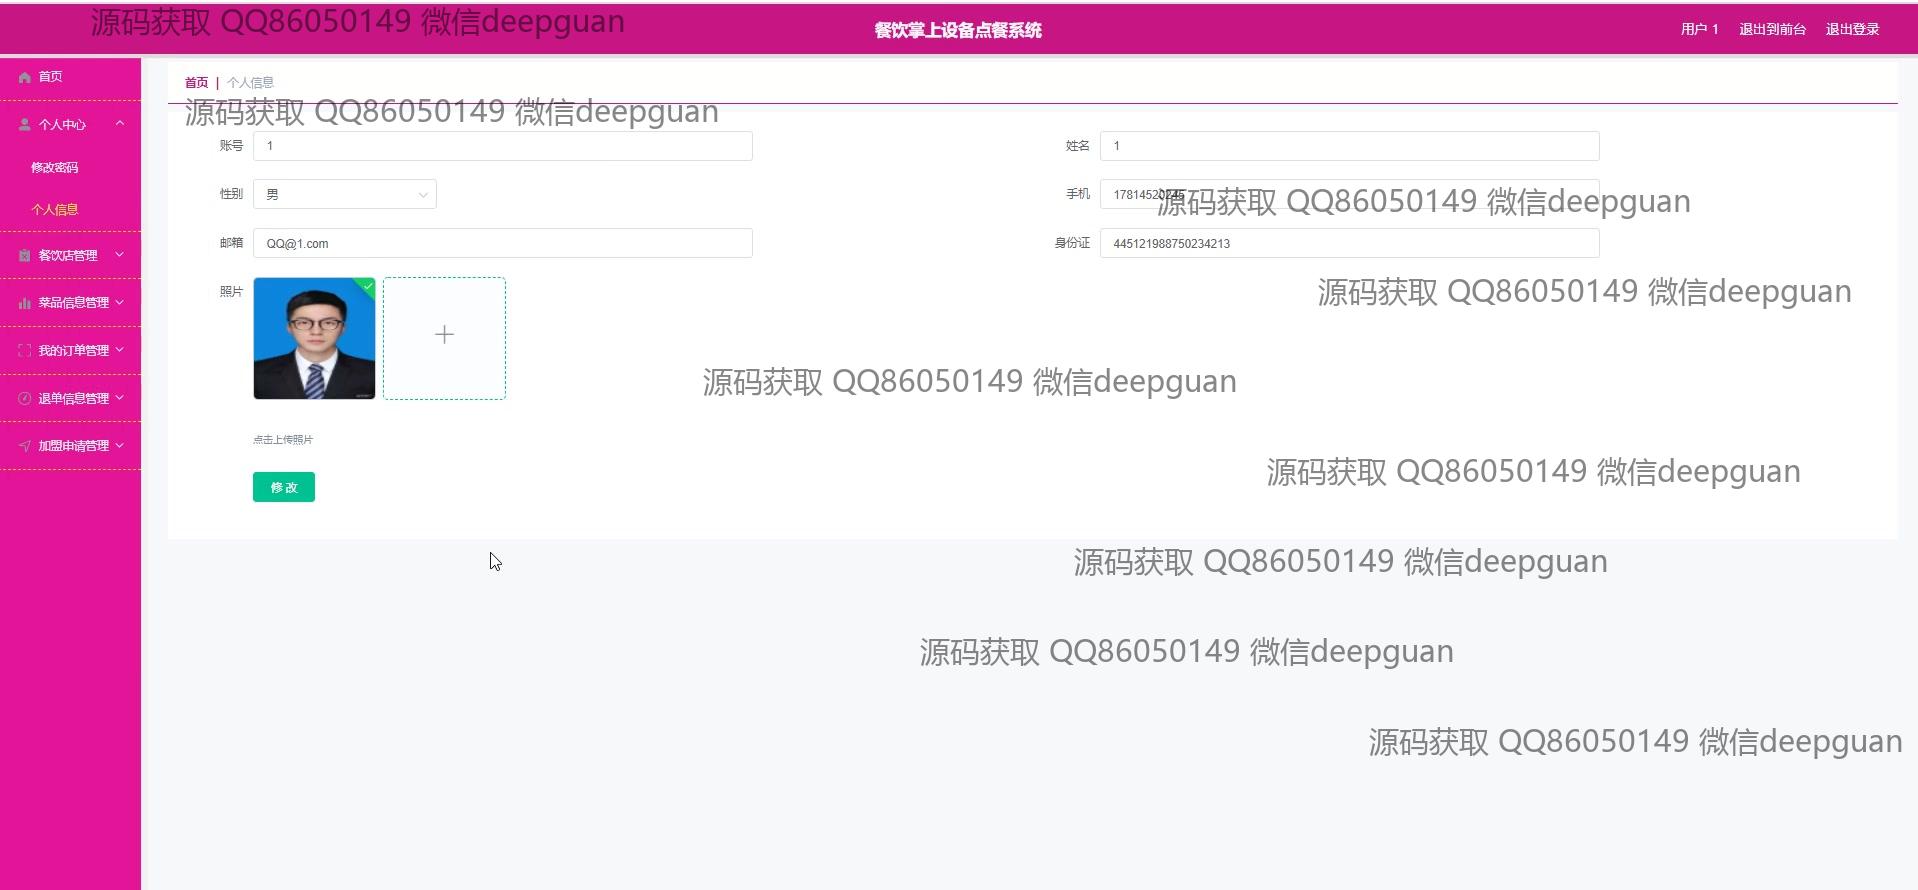 源码获取 QQ86050149 微信deepguan
餐饮掌上设备点餐系统
用户 1 退出到前台 退出登录
首页
个人中心
修改密码
个人信息
餐饮店管理
菜品信息管理
我的订单管理
退单信息管理
加盟申请管理
首页 | 个人信息
源码获取 QQ86050149 微信deepguan
账号 1
姓名 1
性别 男
手机 17814520245
源码获取 QQ86050149 微信deepguan
邮箱 QQ@1.com
身份证 445121988750234213
照片
源码获取 QQ86050149 微信deepguan
源码获取 QQ86050149 微信deepguan
点击上传照片
源码获取 QQ86050149 微信deepguan
修改
源码获取 QQ86050149 微信deepguan
源码获取 QQ86050149 微信deepguan
源码获取 QQ86050149 微信deepguan